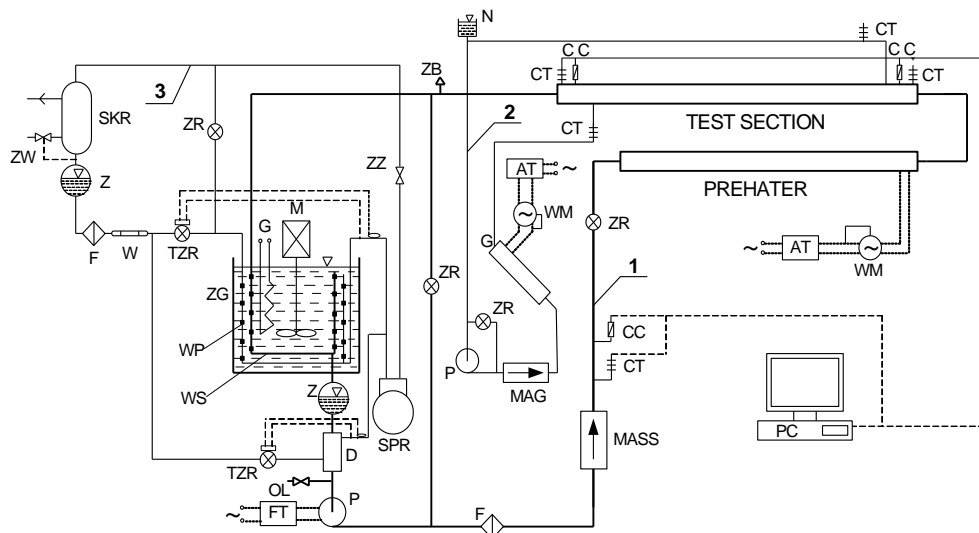 N
CT
ZB
C C
C C
CT
CT
3
SKR
2
TEST SECTION
ZR
CT
ZW
ZZ
AT
~
PREHATER
Z
M
WM
ZR
G
G
AT
~
F
W
TZR
WM
ZR
1
ZG
ZR
CC
WP
P
CT
WS
MAG
Z
PC
MASS
SPR
D
TZR
OL
P
F
FT
~